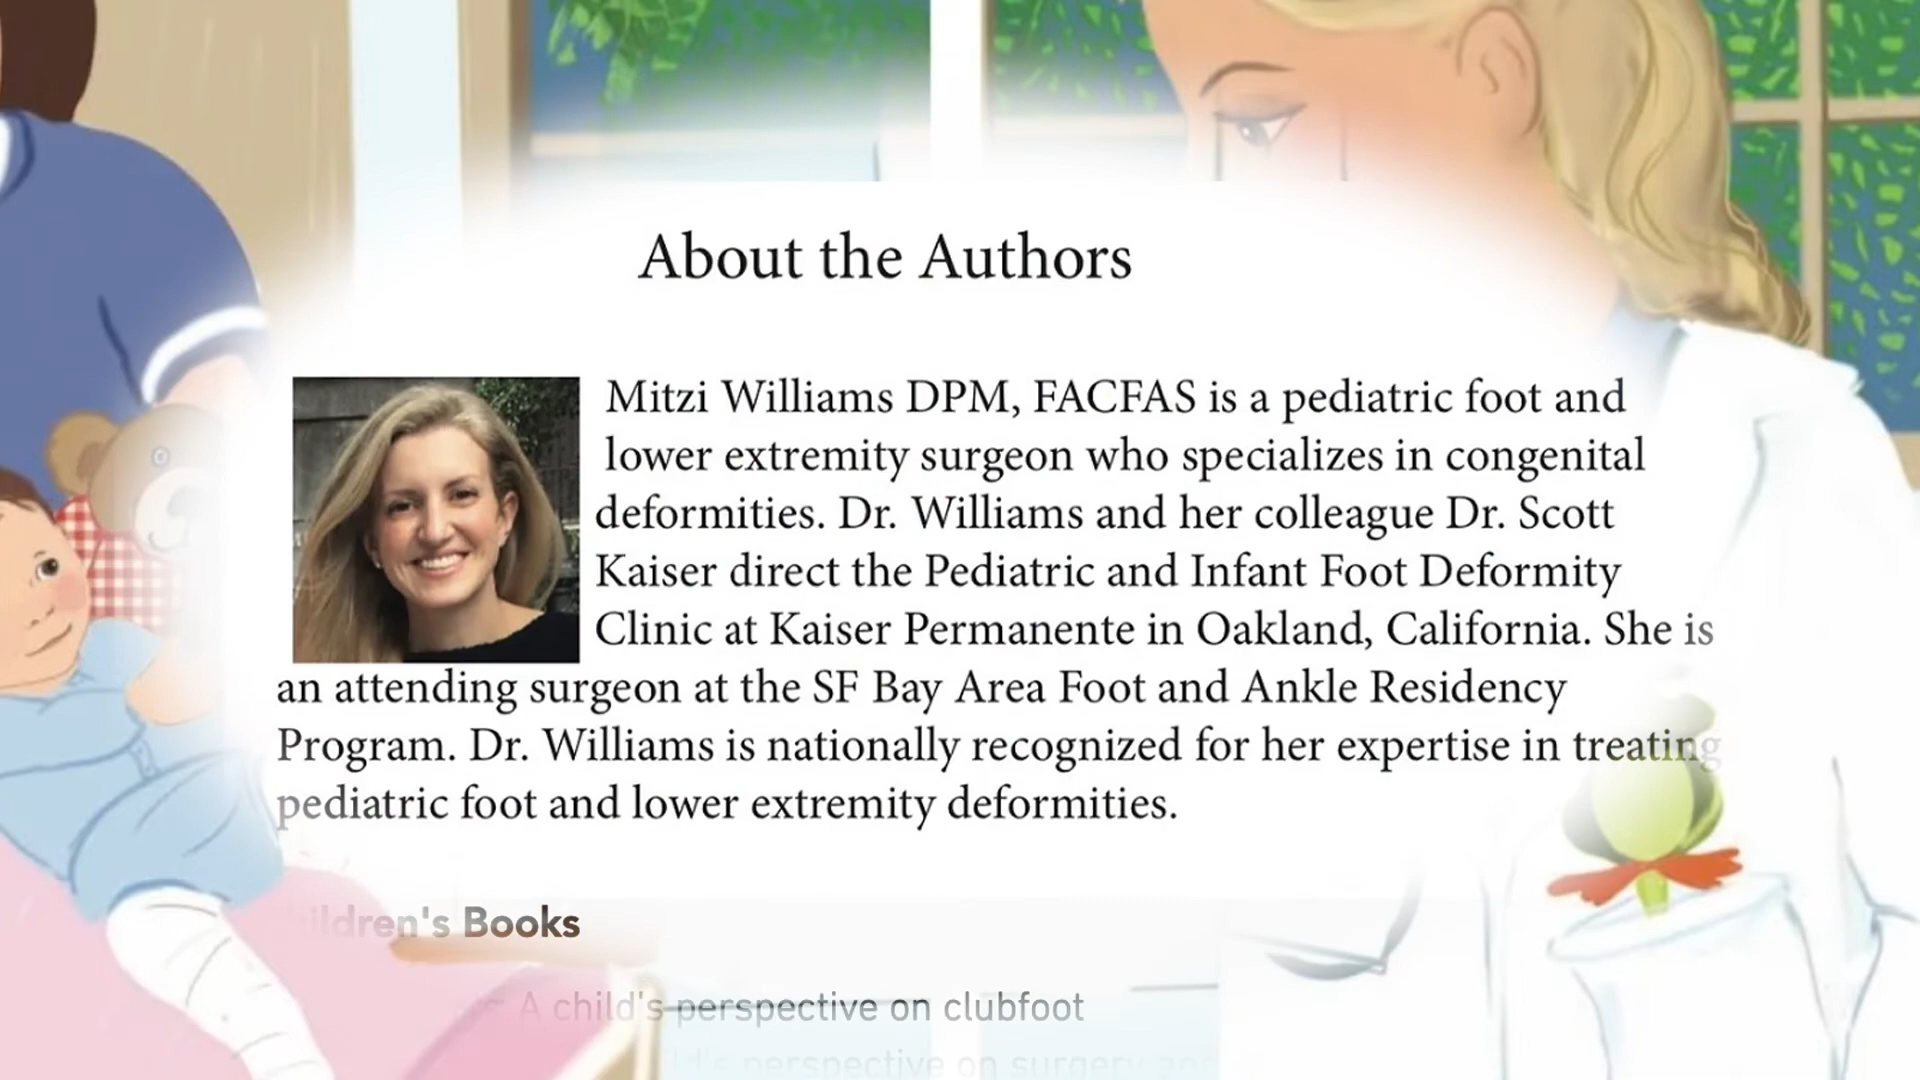 About the Authors
Mitzi Williams DPM, FACFAS is a pediatric foot and
lower extremity surgeon who specializes in congenital
deformities. Dr. Williams and her colleague Dr. Scott
Kaiser direct the Pediatric and Infant Foot Deformity
Clinic at Kaiser Permanente in Oakland, California. She is
an attending surgeon at the SF Bay Area Foot and Ankle Residency
Program. Dr. Williams is nationally recognized for her expertise in treating
pediatric foot and lower extremity deformities.
Children's Books
A child's perspective on clubfoot
perspective on surgery